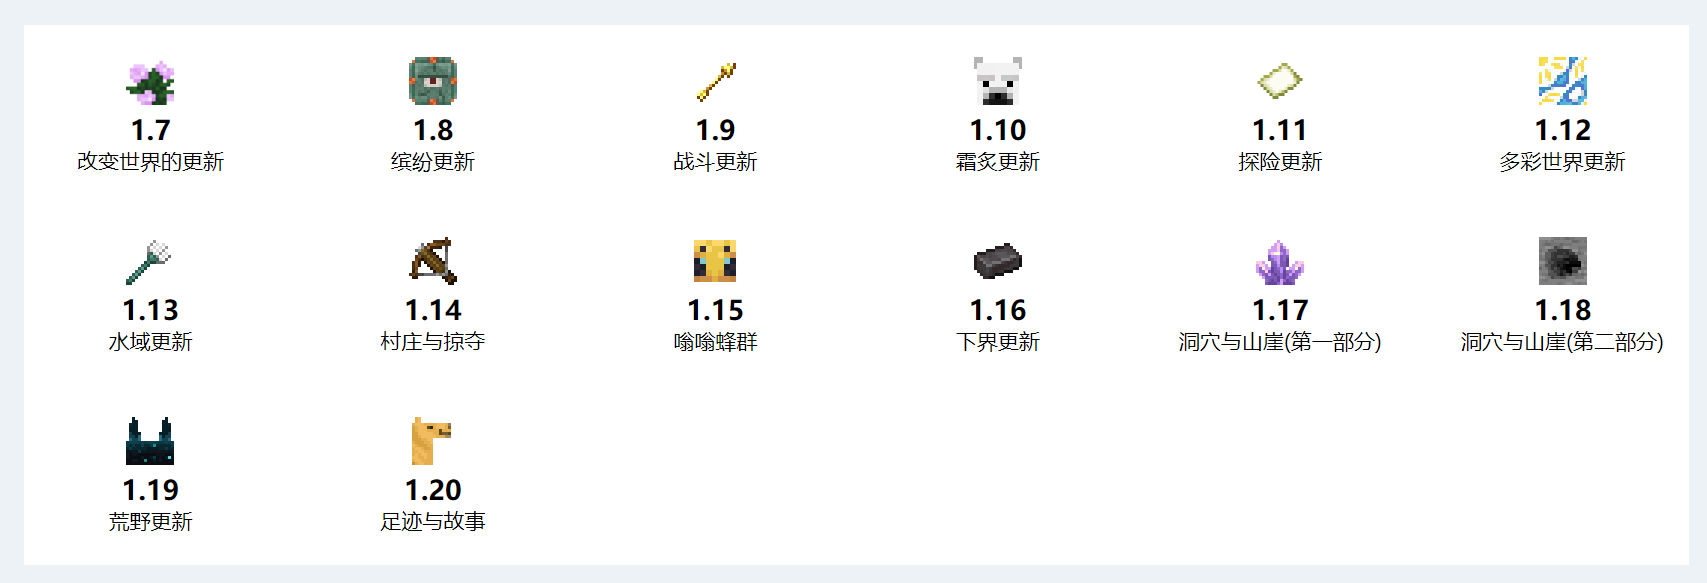 1.7
改变世界的更新
1.8
缤纷更新
1.9
战斗更新
1.10
霜炙更新
1.11
探险更新
1.12
多彩世界更新
1.13
水域更新
1.14
村庄与掠夺
1.15
嗡嗡蜂群
1.16
下界更新
1.17
洞穴与山崖(第一部分)
1.18
洞穴与山崖(第二部分)
1.19
荒野更新
1.20
足迹与故事